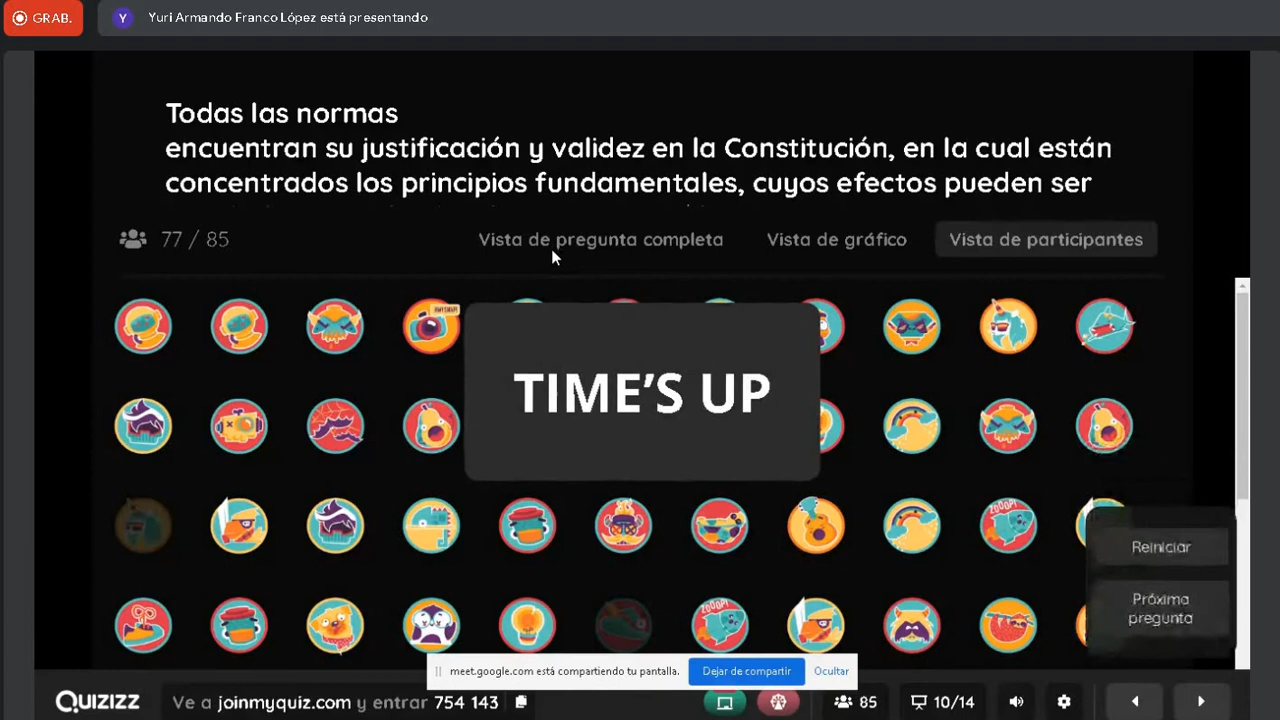 GRAB.
Y
Yuri Armando Franco López está presentando
Todas las normas
encuentran su justificación y validez en la Constitución, en la cual están
concentrados los principios fundamentales, cuyos efectos pueden ser
77 / 85
Vista de pregunta completa
Vista de gráfico
Vista de participantes
TIME'S UP
ZOOOP!
ZOOOP!
Reiniciar
Próxima
pregunta
meet.google.com está compartiendo tu pantalla.
Dejar de compartir
Ocultar
Quizizz
Ve a joinmyquiz.com y entrar 754 143
85
10/14